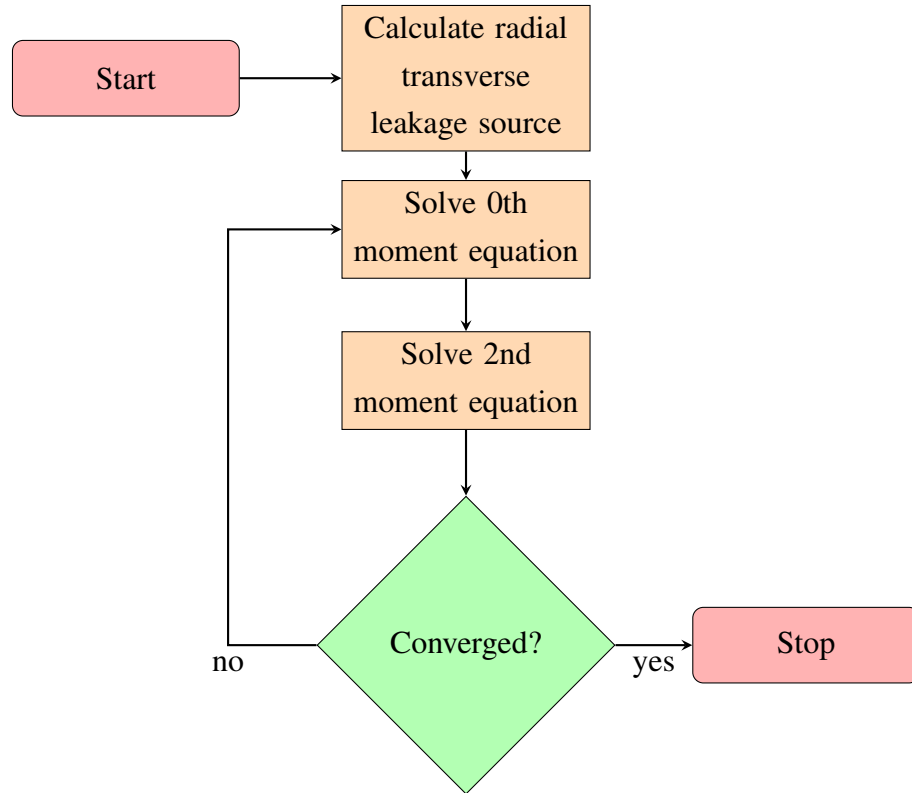 Start
Calculate radial
transverse
leakage source
Solve 0th
moment equation
Solve 2nd
moment equation
Converged?
no
yes
Stop